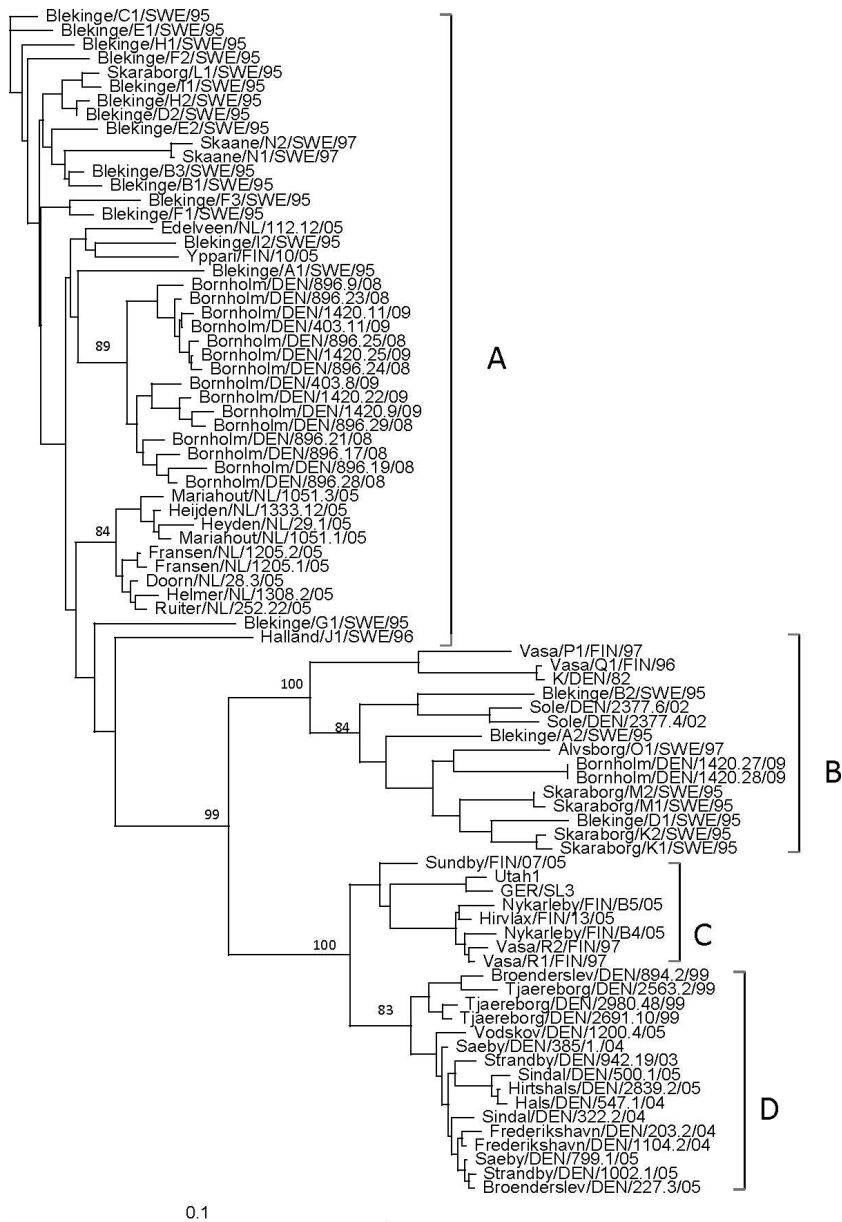 Blekinge/C1/SWE/95
Blekinge/E1/SWE/95
Blekinge/H1/SWE/95
Blekinge/F2/SWE/95
Skaraborg/L1/SWE/95
Blekinge/I1/SWE/95
Blekinge/H2/SWE/95
Blekinge/D2/SWE/95
Blekinge/E2/SWE/95
Skaane/N2/SWE/97
Skaane/N1/SWE/97
Blekinge/B3/SWE/95
Blekinge/B1/SWE/95
Blekinge/F3/SWE/95
Blekinge/F1/SWE/95
Edelveen/NL/112.12/05
Blekinge/I2/SWE/95
Yppari/FIN/10/05
Blekinge/A1/SWE/95
Bornholm/DEN/896.9/08
Bornholm/DEN/896.23/08
Bornholm/DEN/1420.11/09
Bornholm/DEN/403.11/09
Bornholm/DEN/896.25/08
89
A
Bornholm/DEN/1420.25/09
Bornholm/DEN/896.24/08
Bornholm/DEN/403.8/09
Bornholm/DEN/1420.22/09
Bornholm/DEN/1420.9/09
Bornholm/DEN/896.29/08
Bornholm/DEN/896.21/08
Bornholm/DEN/896.17/08
Bornholm/DEN/896.19/08
Bornholm/DEN/896.28/08
Mariahout/NL/1051.3/05
Heijden/NL/1333.12/05
Heyden/NL/29.1/05
84
Mariahout/NL/1051.1/05
Fransen/NL/1205.2/05
Fransen/NL/1205.1/05
Doorn/NL/28.3/05
Helmer/NL/1308.2/05
Ruiter/NL/252.22/05
Blekinge/G1/SWE/95
Halland/J1/SWE/96
Vasa/P1/FIN/97
Vasa/Q1/FIN/96
K/DEN/82
100
Blekinge/B2/SWE/95
Sole/DEN/2377.6/02
Sole/DEN/2377.4/02
84
Blekinge/A2/SWE/95
Alvsborg/O1/SWE/97
Bornholm/DEN/1420.27/09
B
Bornholm/DEN/1420.28/09
Skaraborg/M2/SWE/95
Skaraborg/M1/SWE/95
99
Blekinge/D1/SWE/95
Skaraborg/K2/SWE/95
Skaraborg/K1/SWE/95
Sundby/FIN/07/05
Utah1
GER/SL3
Nykarleby/FIN/B5/05
Hirvlax/FIN/13/05
Nykarleby/FIN/B4/05
C
100
Vasa/R2/FIN/97
Vasa/R1/FIN/97
Broenderslev/DEN/894.2/99
Tjaereborg/DEN/2563.2/99
Tjaereborg/DEN/2980.48/99
83
Tjaereborg/DEN/2691.10/99
Vodskov/DEN/1200.4/05
Saeby/DEN/385/1./04
Strandby/DEN/942.19/03
Sindal/DEN/500.1/05
Hirtshals/DEN/2839.2/05
Hals/DEN/547.1/04
D
Sindal/DEN/322.2/04
Frederikshavn/DEN/203.2/04
Frederikshavn/DEN/1104.2/04
Saeby/DEN/799.1/05
Strandby/DEN/1002.1/05
Broenderslev/DEN/227.3/05
0.1